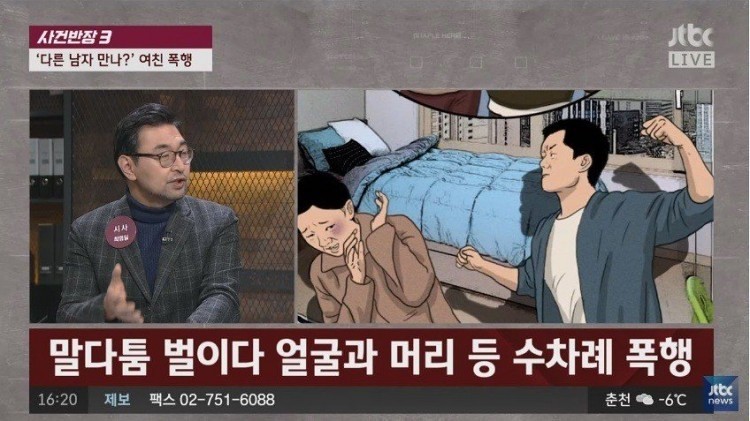 사건반장 3
'다른 남자 만나?' 여친 폭행
jtbc
LIVE
시사
말다툼 벌이다 얼굴과 머리 등 수차례 폭행
16:20 제보 팩스 02-751-6088
춘천 -6℃
jtbc
news